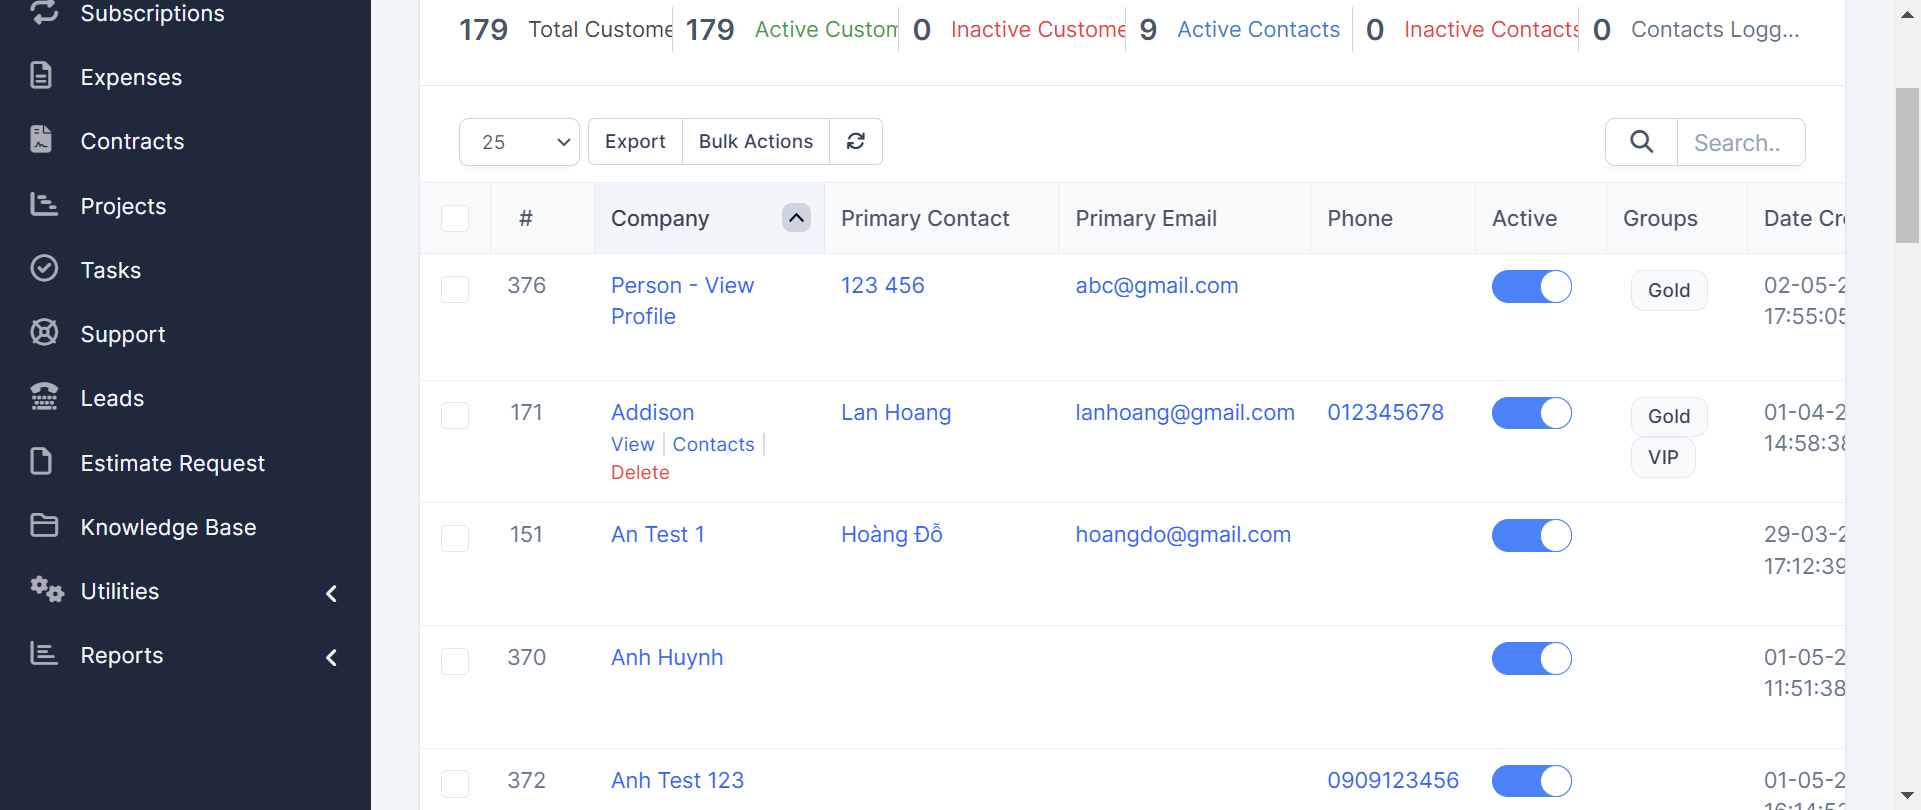 Subscriptions
Expenses
Contracts
Projects
Tasks
Support
Leads
Estimate Request
Knowledge Base
Utilities
Reports
179 Total Custome
179 Active Custom
0 Inactive Custome
9 Active Contacts
0 Inactive Contacts
0 Contacts Logg...
25
Export
Bulk Actions
Search..
# Company Primary Contact Primary Email Phone Active Groups Date Cr
376 Person - View 123 456 abc@gmail.com Gold 02-05-2
Profile 17:55:05
171 Addison Lan Hoang lanhoang@gmail.com 012345678 Gold 01-04-2
View | Contacts | VIP 14:58:38
Delete
151 An Test 1 Hoàng Đỗ hoangdo@gmail.com 29-03-2
17:12:39
370 Anh Huynh 01-05-2
11:51:38
372 Anh Test 123 0909123456 01-05-2